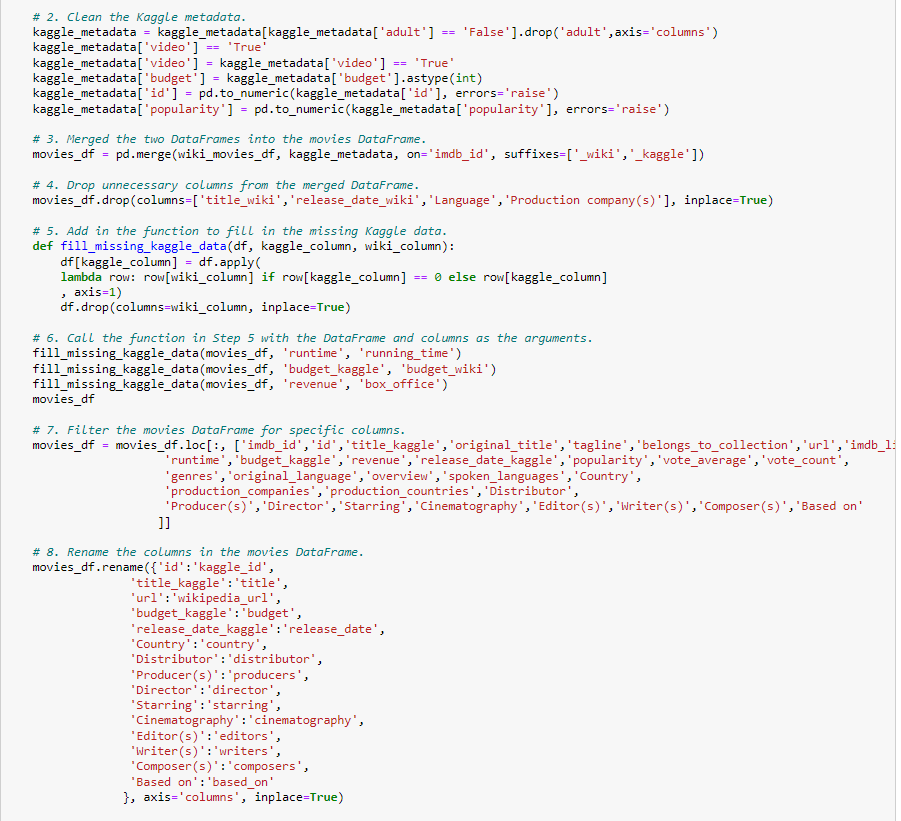 # 2. Clean the Kaggle metadata.
kaggle_metadata = kaggle_metadata[kaggle_metadata['adult'] == 'False'].drop('adult',axis='columns')
kaggle_metadata['video'] == 'True'
kaggle_metadata['video'] = kaggle_metadata['video'] == 'True'
kaggle_metadata['budget'] = kaggle_metadata['budget'].astype(int)
kaggle_metadata['id'] = pd.to_numeric(kaggle_metadata['id'], errors='raise')
kaggle_metadata['popularity'] = pd.to_numeric(kaggle_metadata['popularity'], errors='raise')

# 3. Merged the two DataFrames into the movies DataFrame.
movies_df = pd.merge(wiki_movies_df, kaggle_metadata, on='imdb_id', suffixes=['_wiki','_kaggle'])

# 4. Drop unnecessary columns from the merged DataFrame.
movies_df.drop(columns=['title_wiki','release_date_wiki','Language','Production company(s)'], inplace=True)

# 5. Add in the function to fill in the missing Kaggle data.
def fill_missing_kaggle_data(df, kaggle_column, wiki_column):
    df[kaggle_column] = df.apply(
    lambda row: row[wiki_column] if row[kaggle_column] == 0 else row[kaggle_column]
    , axis=1)
    df.drop(columns=wiki_column, inplace=True)

# 6. Call the function in Step 5 with the DataFrame and columns as the arguments.
fill_missing_kaggle_data(movies_df, 'runtime', 'running_time')
fill_missing_kaggle_data(movies_df, 'budget_kaggle', 'budget_wiki')
fill_missing_kaggle_data(movies_df, 'revenue', 'box_office')
movies_df

# 7. Filter the movies DataFrame for specific columns.
movies_df = movies_df.loc[:, ['imdb_id','id','title_kaggle','original_title','tagline','belongs_to_collection','url','imdb_li
                  'runtime','budget_kaggle','revenue','release_date_kaggle','popularity','vote_average','vote_count',
                  'genres','original_language','overview','spoken_languages','Country',
                  'production_companies','production_countries','Distributor',
                  'Producer(s)','Director','Starring','Cinematography','Editor(s)','Writer(s)','Composer(s)','Based on'
                 ]]

# 8. Rename the columns in the movies DataFrame.
movies_df.rename({'id':'kaggle_id',
             'title_kaggle':'title',
             'url':'wikipedia_url',
             'budget_kaggle':'budget',
             'release_date_kaggle':'release_date',
             'Country':'country',
             'Distributor':'distributor',
             'Producer(s)':'producers',
             'Director':'director',
             'Starring':'starring',
             'Cinematography':'cinematography',
             'Editor(s)':'editors',
             'Writer(s)':'writers',
             'Composer(s)':'composers',
             'Based on':'based_on'
            }, axis='columns', inplace=True)